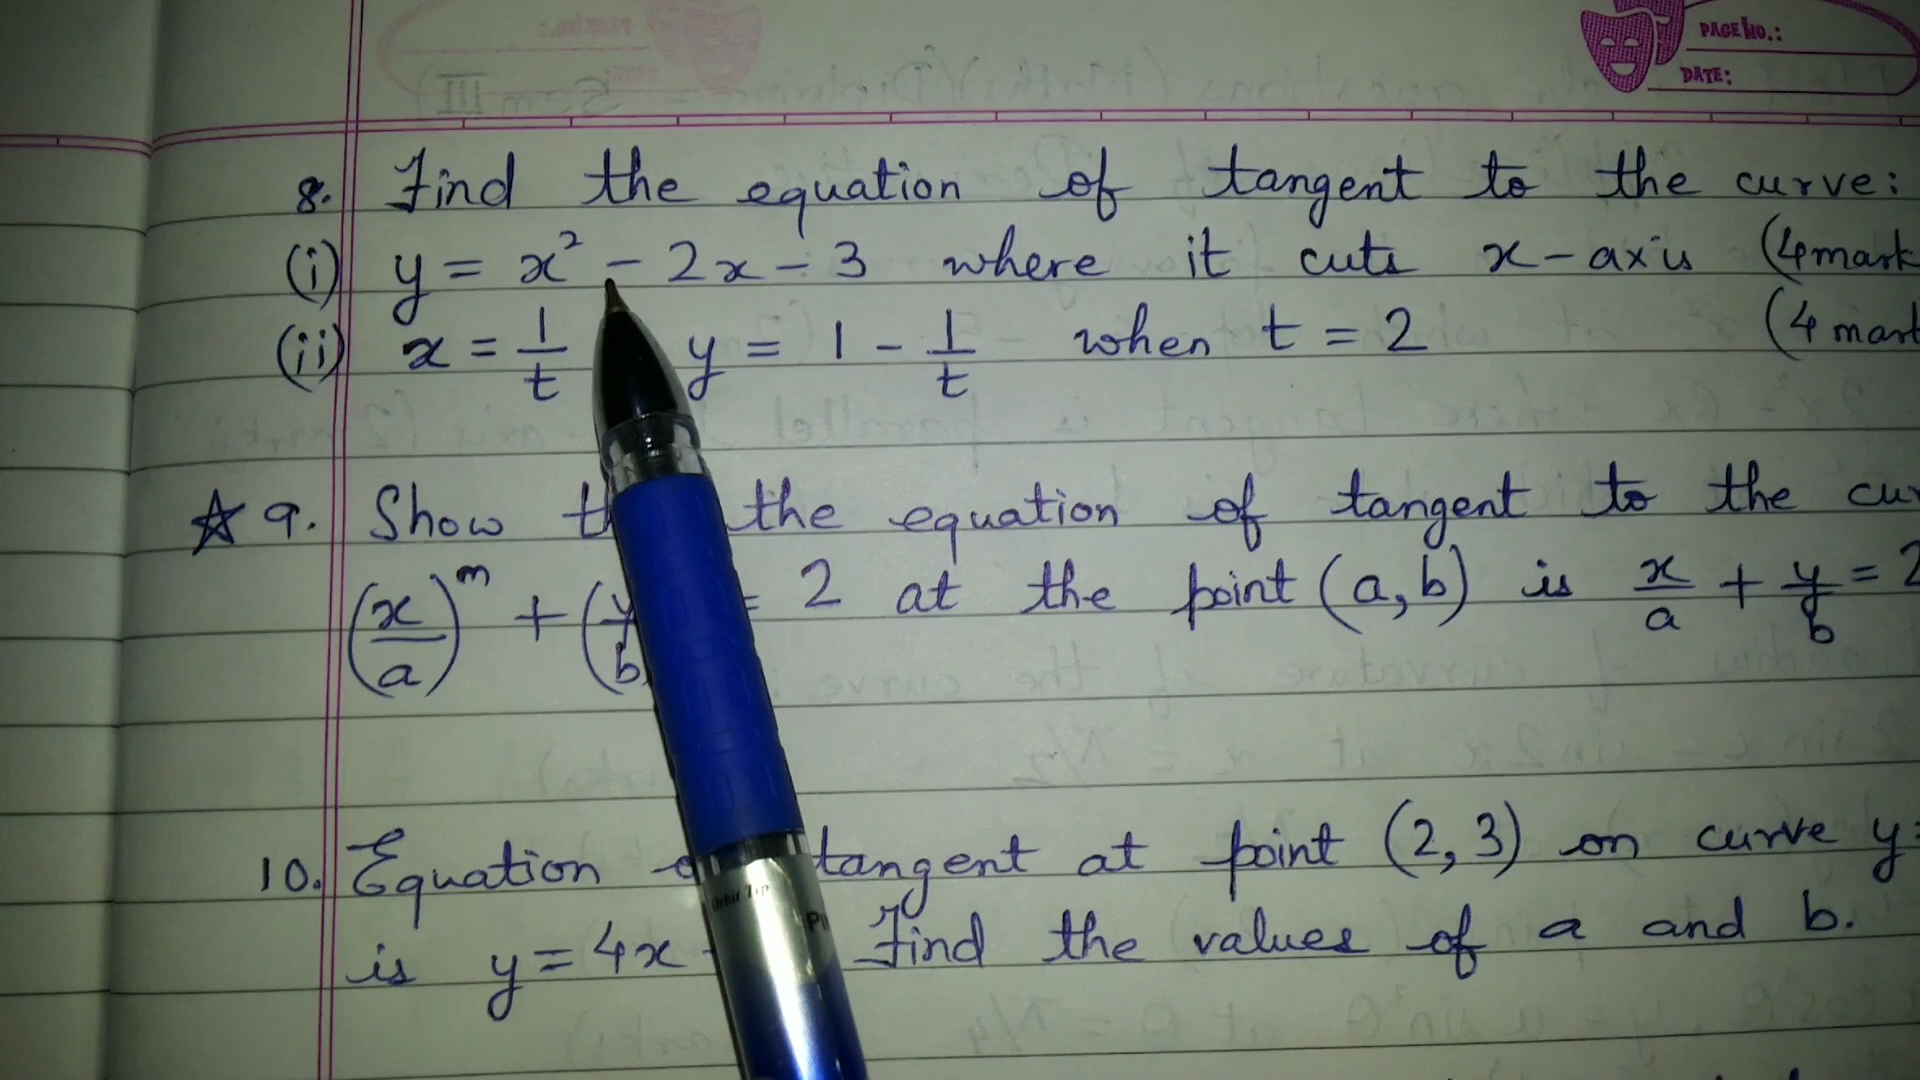 PAGE NO.:
DATE:
8. Find the equation of tangent to the curve:
(i) y = x² - 2x - 3 where it cuts x-axis (4mark
(ii) x = 1/t y = 1 - 1/t when t = 2 (4 mark
☆ 9. Show the equation of tangent to the cur
(x/a)^m + (y/b = 2 at the point (a,b) is x/a + y/b = 2
10. Equation tangent at point (2,3) on curve y=
is y = 4x Find the values of a and b.